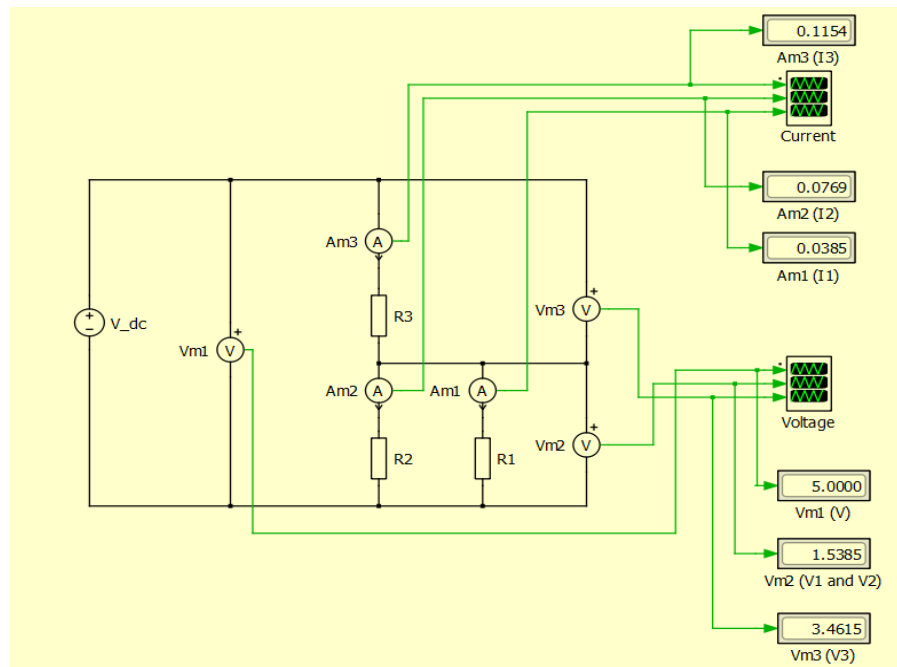 0.1154
Am3 (I3)
Current
0.0769
Am2 (I2)
0.0385
Am1 (I1)
Am3
A
R3
V_dc
+
−
Vm1
+
V
Vm3
+
V
Am2
A
Am1
A
R2
R1
Vm2
+
V
Voltage
5.0000
Vm1 (V)
1.5385
Vm2 (V1 and V2)
3.4615
Vm3 (V3)